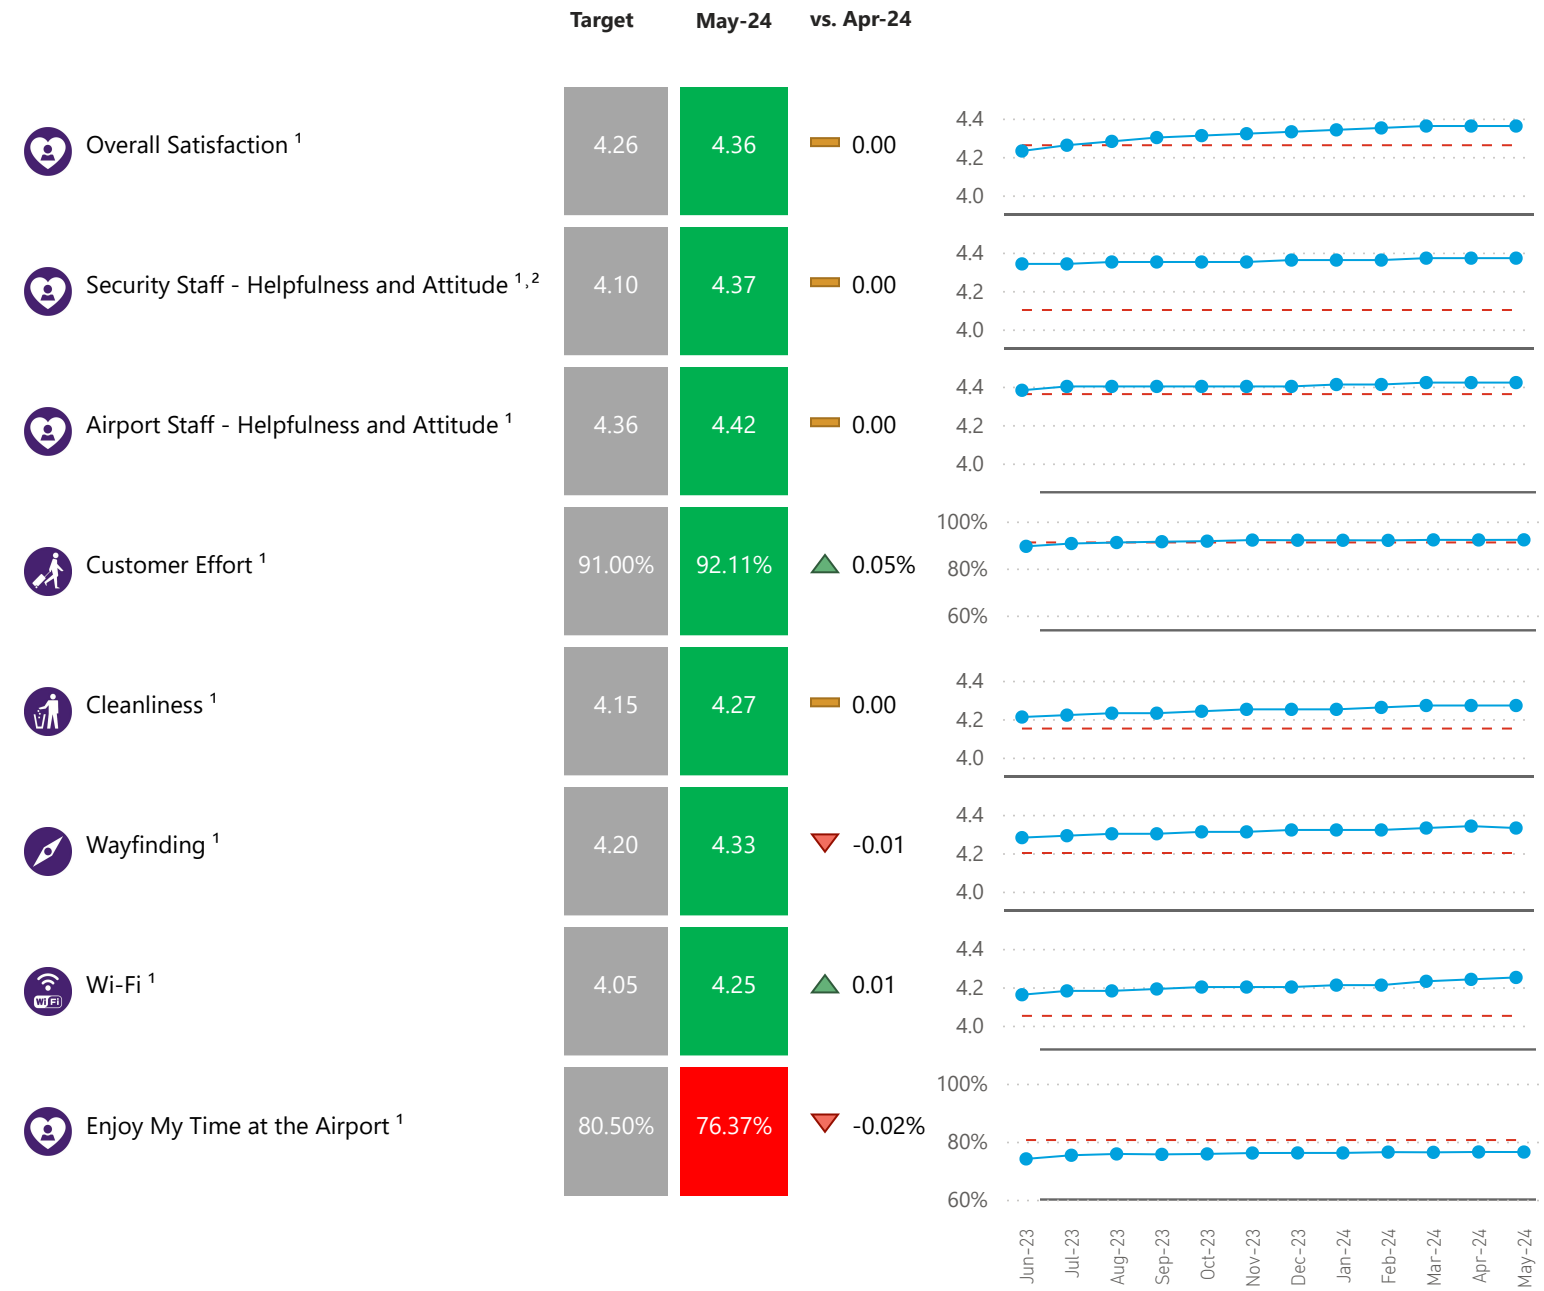 Target May-24 vs. Apr-24
Overall Satisfaction ¹ 4.26 4.36 0.00
4.4
4.2
4.0
Security Staff - Helpfulness and Attitude ¹,² 4.10 4.37 0.00
4.4
4.2
4.0
Airport Staff - Helpfulness and Attitude ¹ 4.36 4.42 0.00
4.4
4.2
4.0
Customer Effort ¹ 91.00% 92.11% 0.05%
100%
80%
60%
Cleanliness ¹ 4.15 4.27 0.00
4.4
4.2
4.0
Wayfinding ¹ 4.20 4.33 -0.01
4.4
4.2
4.0
Wi Fi
Wi-Fi ¹ 4.05 4.25 0.01
4.4
4.2
4.0
Enjoy My Time at the Airport ¹ 80.50% 76.37% -0.02%
100%
80%
60%
Jun-23 Jul-23 Aug-23 Sep-23 Oct-23 Nov-23 Dec-23 Jan-24 Feb-24 Mar-24 Apr-24 May-24